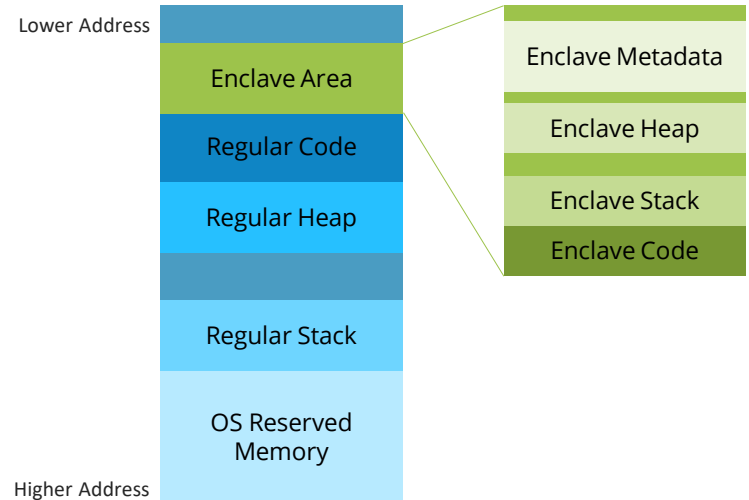 Lower Address
Enclave Area
Regular Code
Regular Heap
Regular Stack
OS Reserved
Memory
Higher Address
Enclave Metadata
Enclave Heap
Enclave Stack
Enclave Code